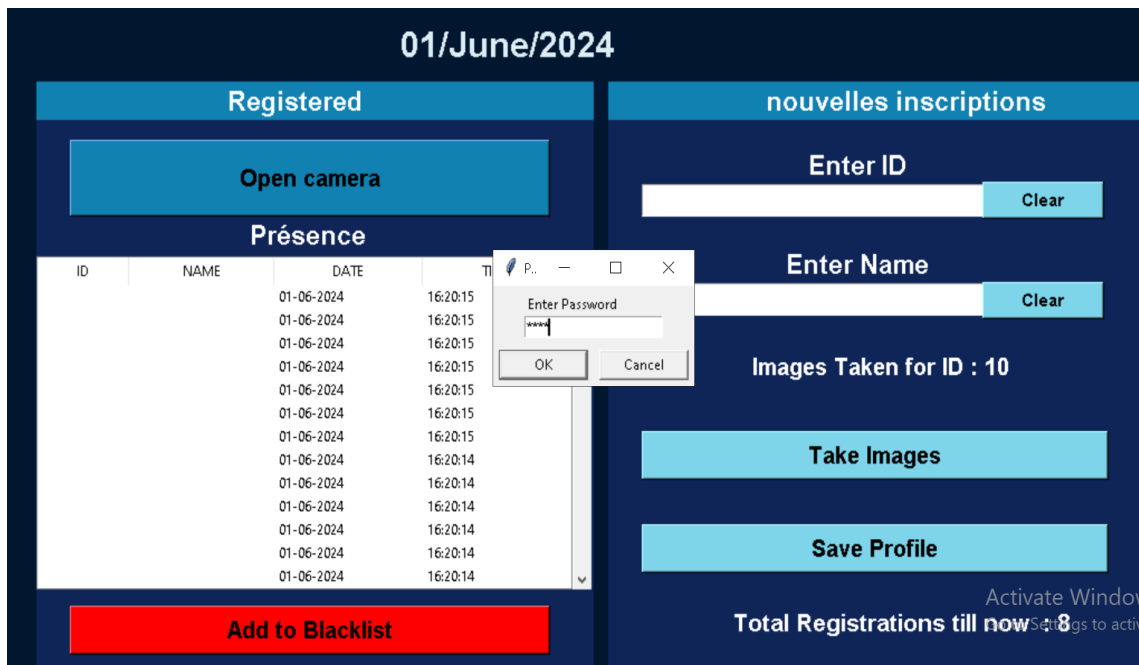 01/June/2024
Registered
Open camera
Présence
ID NAME DATE TI
01-06-2024 16:20:15
01-06-2024 16:20:15
01-06-2024 16:20:15
01-06-2024 16:20:15
01-06-2024 16:20:15
01-06-2024 16:20:15
01-06-2024 16:20:15
01-06-2024 16:20:14
01-06-2024 16:20:14
01-06-2024 16:20:14
01-06-2024 16:20:14
01-06-2024 16:20:14
01-06-2024 16:20:14
Add to Blacklist
P..
Enter Password
****
OK Cancel
nouvelles inscriptions
Enter ID
Clear
Enter Name
Clear
Images Taken for ID : 10
Take Images
Save Profile
Activate Window
Total Registrations till now : 8
to activ